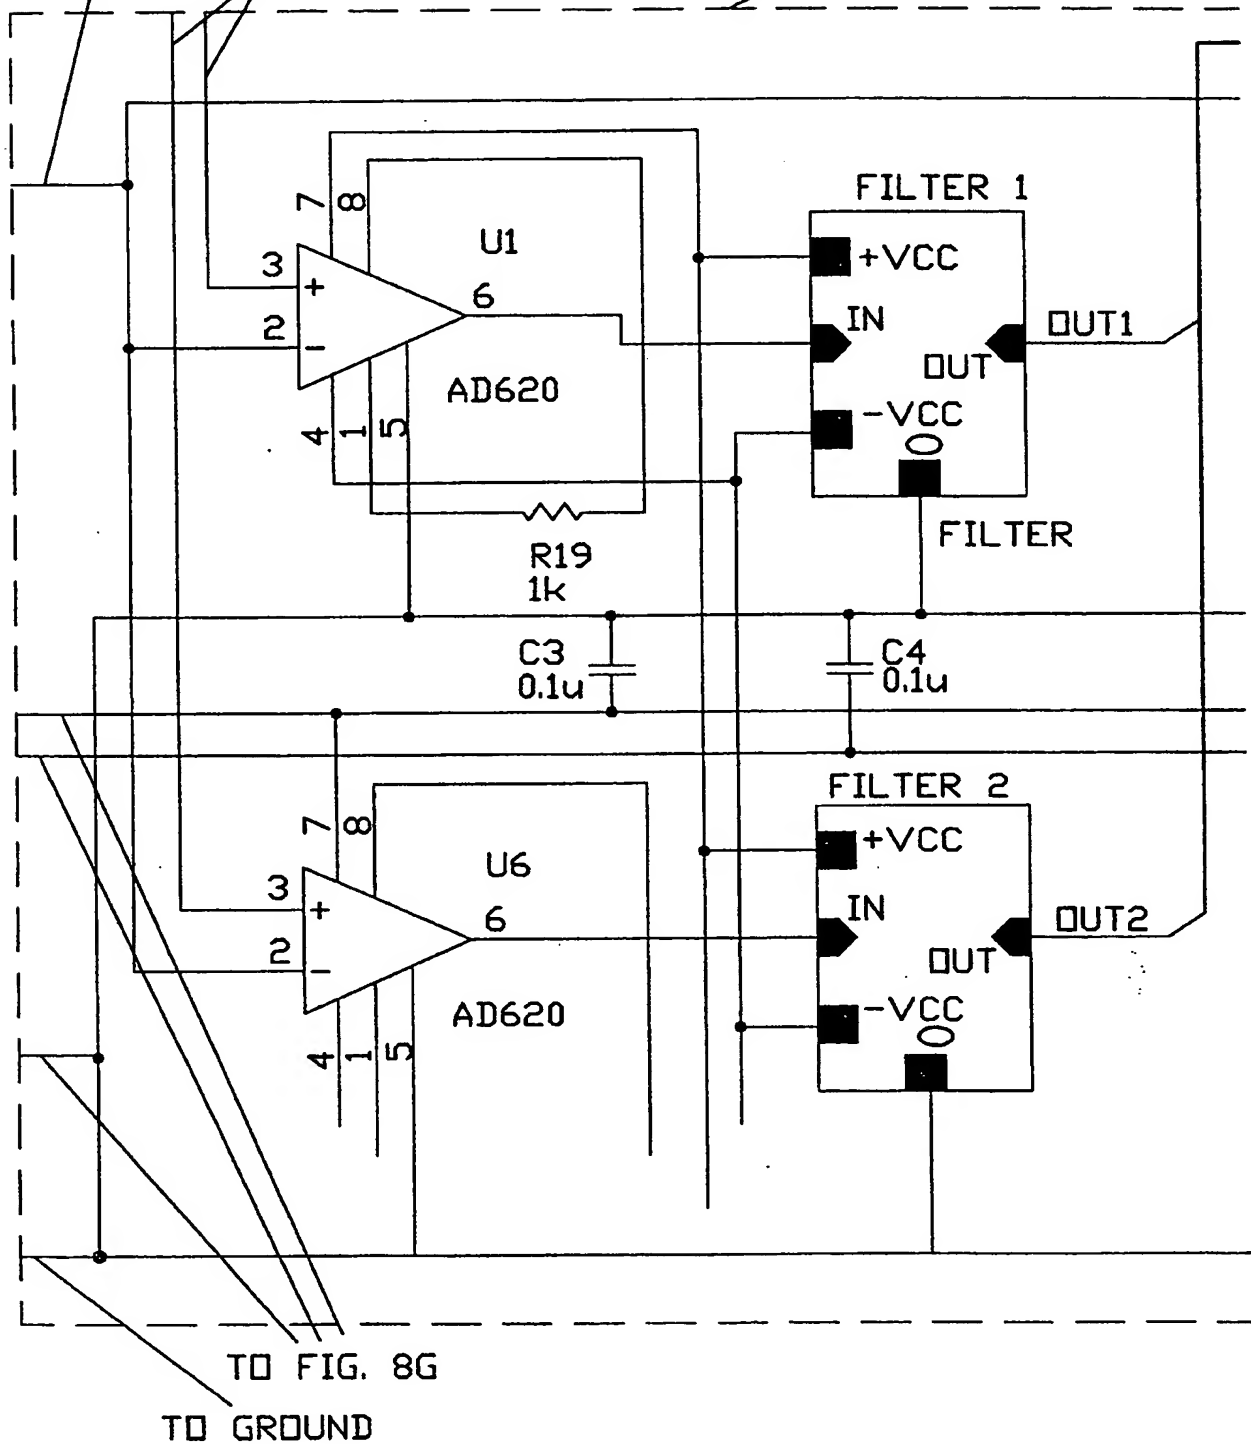 FILTER 1
7
8
U1
+VCC
3
+
6
IN
OUT1
2
-
OUT
AD620
-VCC
4
1
5
0
FILTER
R19
1k
C3
0.1u
C4
0.1u
FILTER 2
7
8
+VCC
U6
3
+
6
IN
OUT2
2
-
OUT
AD620
-VCC
4
1
5
0
TO FIG. 8G
TO GROUND